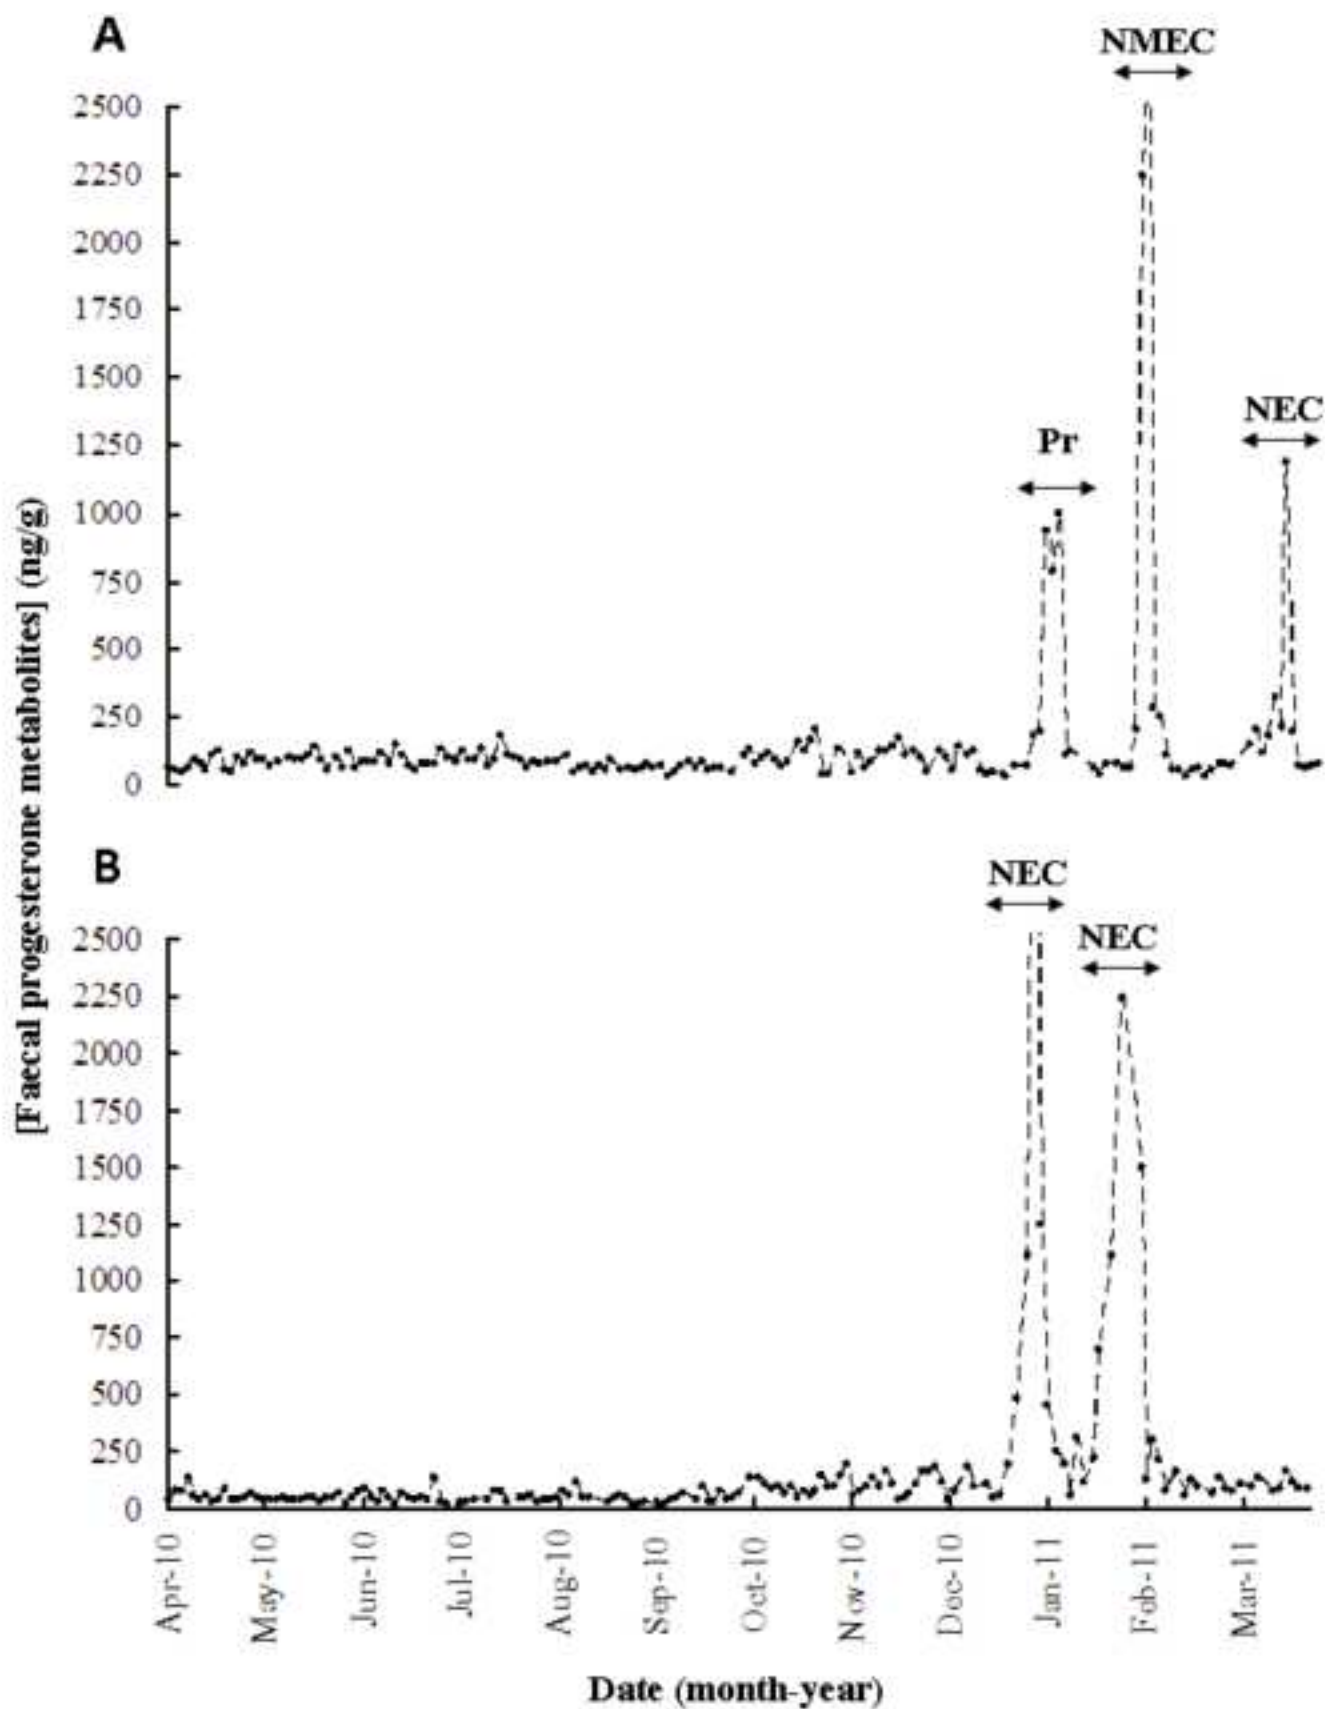 A
NMEC
2500
2250
2000
1750
1500
1250
NEC
Pr
1000
750
500
250
0
[Faecal progesterone metabolites] (ng/g)
B
NEC
2500
NEC
2250
2000
1750
1500
1250
1000
750
500
250
0
Apr-10
May-10
Jun-10
Jul-10
Aug-10
Sep-10
Oct-10
Nov-10
Dec-10
Jan-11
Feb-11
Mar-11
Date (month-year)